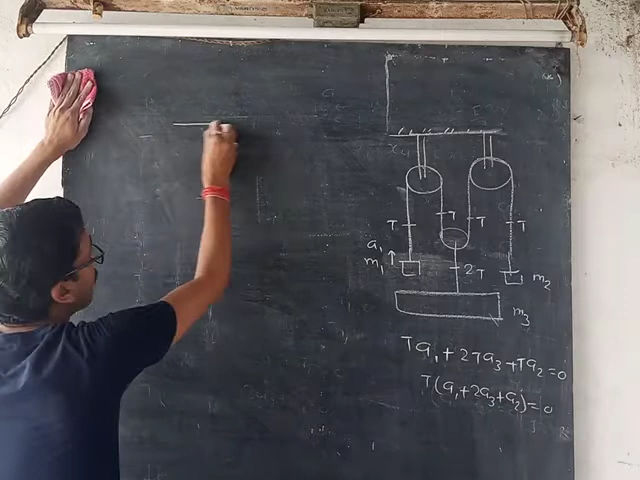 T
T
T
T
a₁ ↑
m₁
2T
m₂
m₃
Ta₁ + 2Ta₃ + Ta₂ = 0
T(a₁ + 2a₃ + a₂) = 0